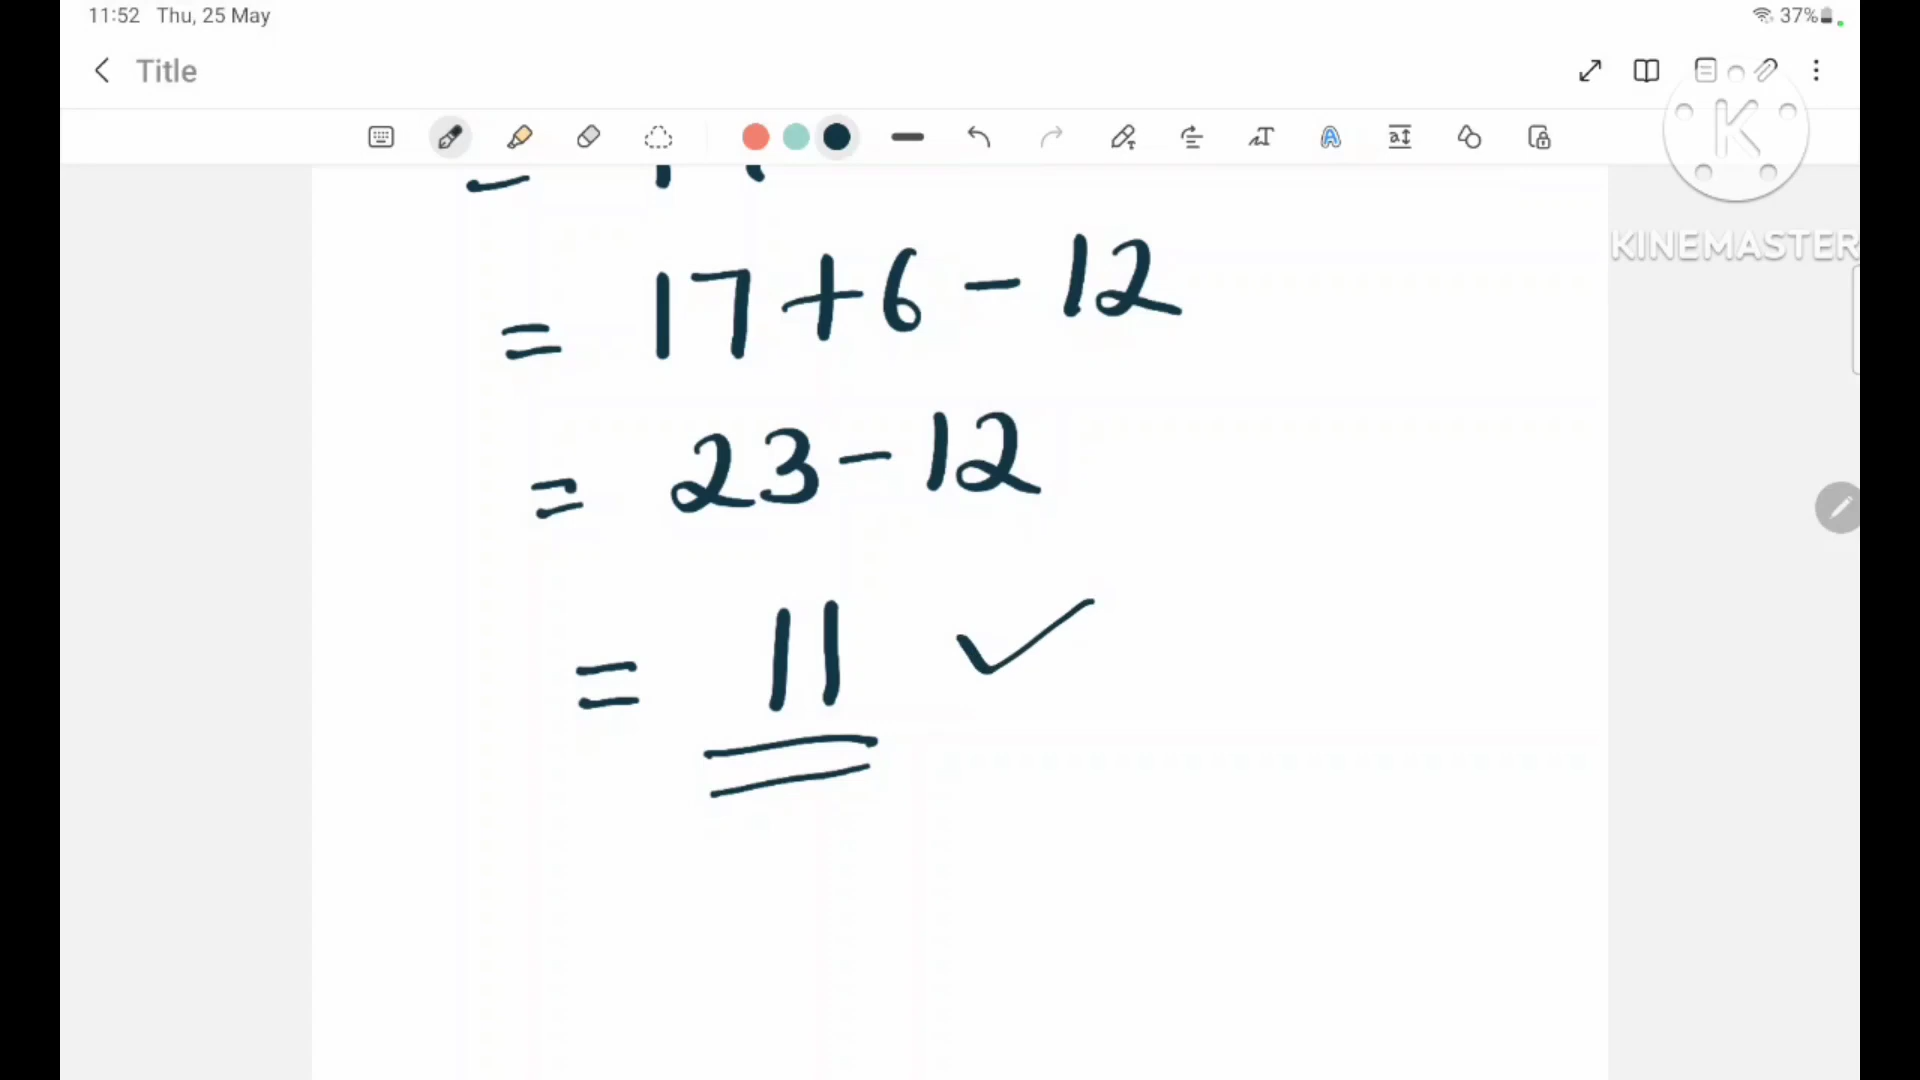 11:52 Thu, 25 May 37%
Title
K
KINEMASTER
= 17+6-12
= 23-12
= 11 ✓